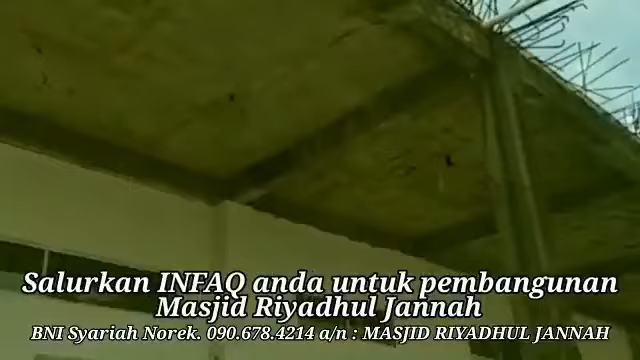 Salurkan INFAQ anda untuk pembangunan
Masjid Riyadhul Jannah
BNI Syariah Norek. 090.678.4214 a/n : MASJID RIYADHUL JANNAH